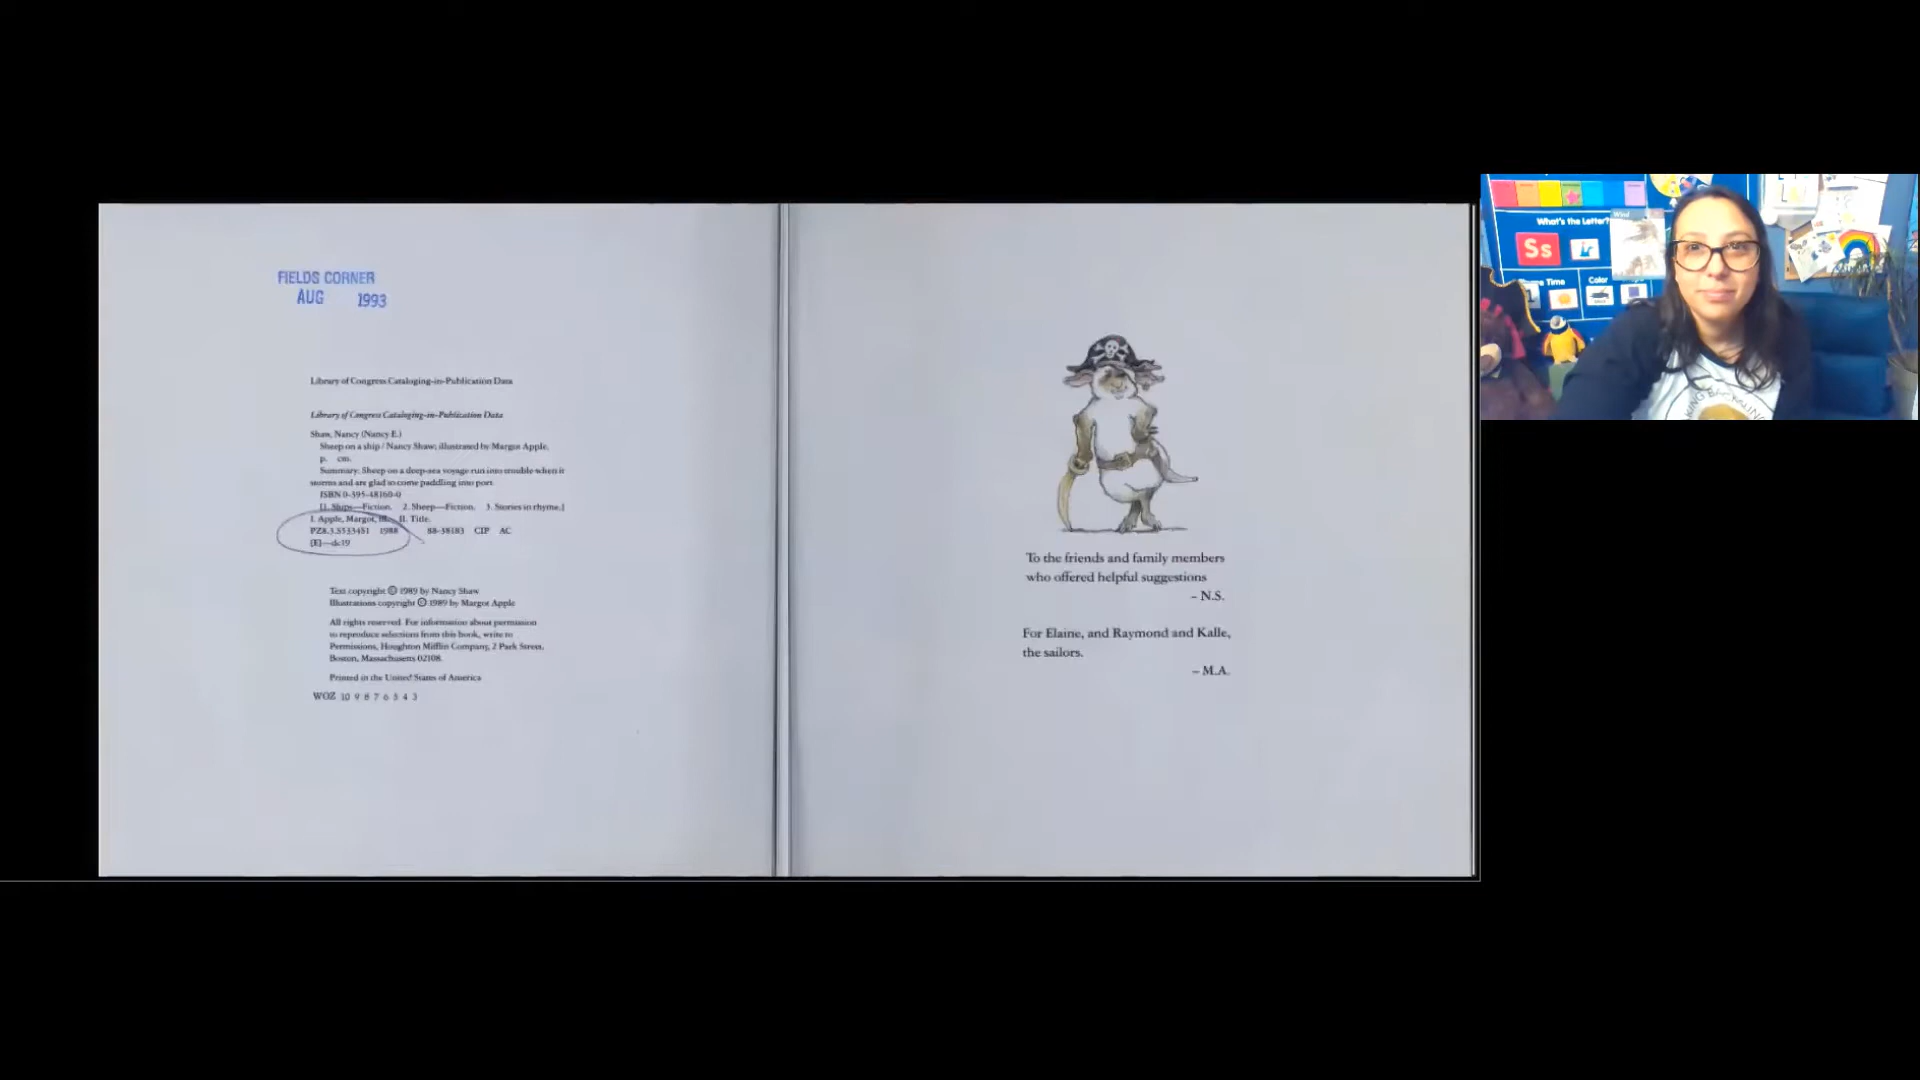 FIELDS CORNER
AUG 1993
Library of Congress Cataloging-in-Publication Data
Library of Congress Cataloging-in-Publication Data
Shaw, Nancy (Nancy E.)
Sheep on a ship / Nancy Shaw; illustrated by Margot Apple.
p. cm.
Summary: Sheep on a deep-sea voyage run into trouble when it
storms and are glad to come paddling into port.
ISBN 0-395-48160-0
[1. Ships—Fiction. 2. Sheep—Fiction. 3. Stories in rhyme.]
I. Apple, Margot, ill. II. Title.
PZ8.3.S533451 1988 88-38183 CIP AC
[E]—dc19
Text copyright © 1989 by Nancy Shaw
Illustrations copyright © 1989 by Margot Apple
All rights reserved. For information about permission
to reproduce selections from this book, write to
Permissions, Houghton Mifflin Company, 2 Park Street,
Boston, Massachusetts 02108.
Printed in the United States of America
WOZ 10 9 8 7 6 5 4 3
To the friends and family members
who offered helpful suggestions
– N.S.
For Elaine, and Raymond and Kalle,
the sailors.
– M.A.
What's the Letter?
Wind
Ss
Time
Color